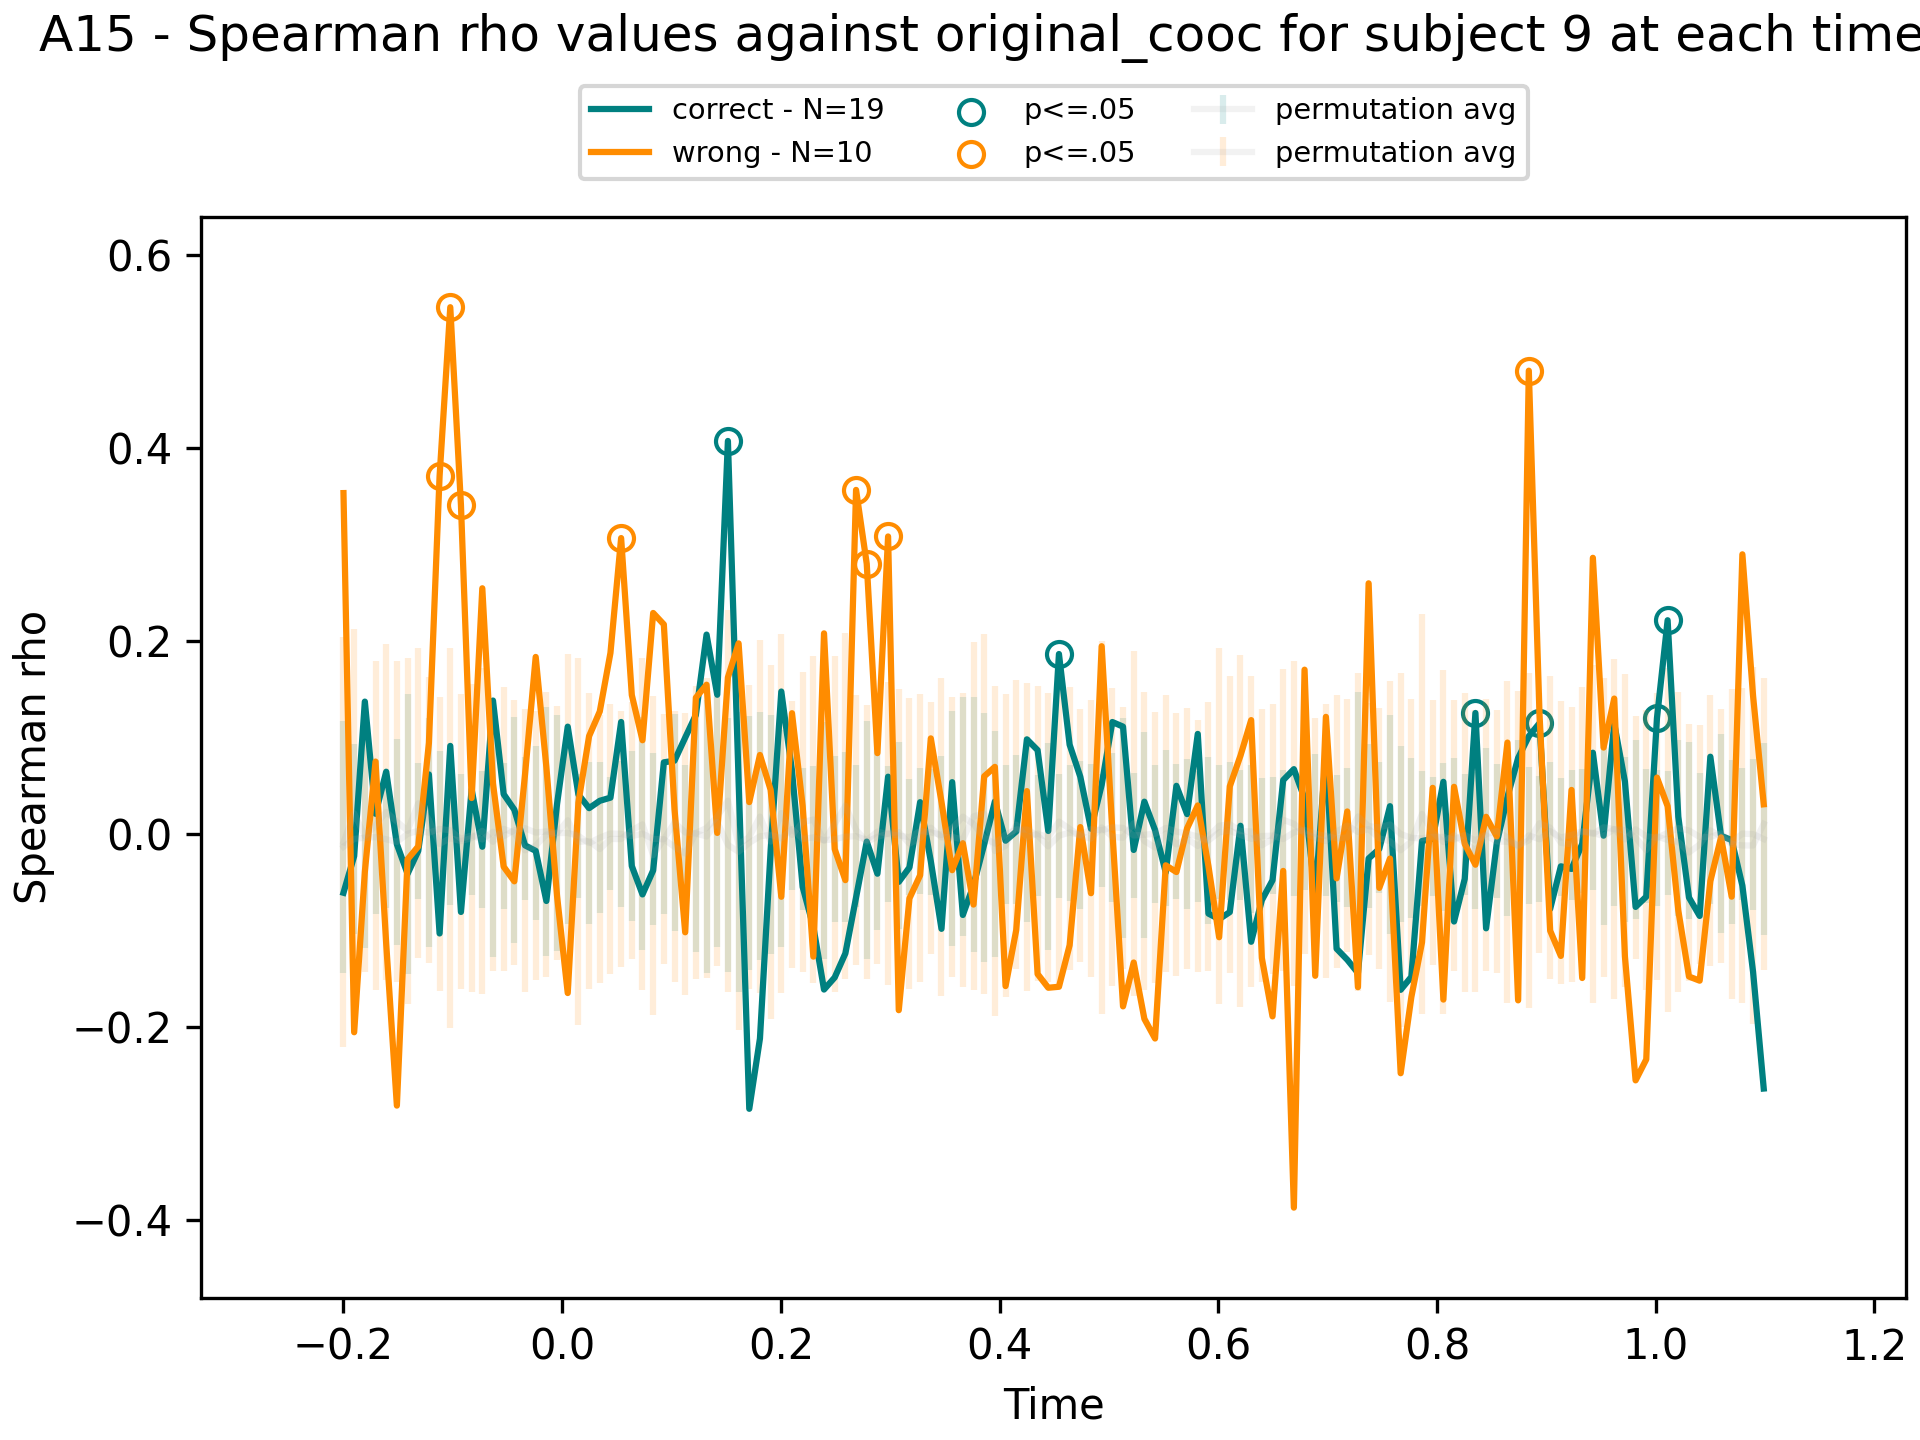 A15 - Spearman rho values against original_cooc for subject 9 at each time
correct - N=19
wrong - N=10
p<=.05
p<=.05
permutation avg
permutation avg
Spearman rho
0.6
0.4
0.2
0.0
−0.2
−0.4
−0.2
0.0
0.2
0.4
0.6
0.8
1.0
1.2
Time